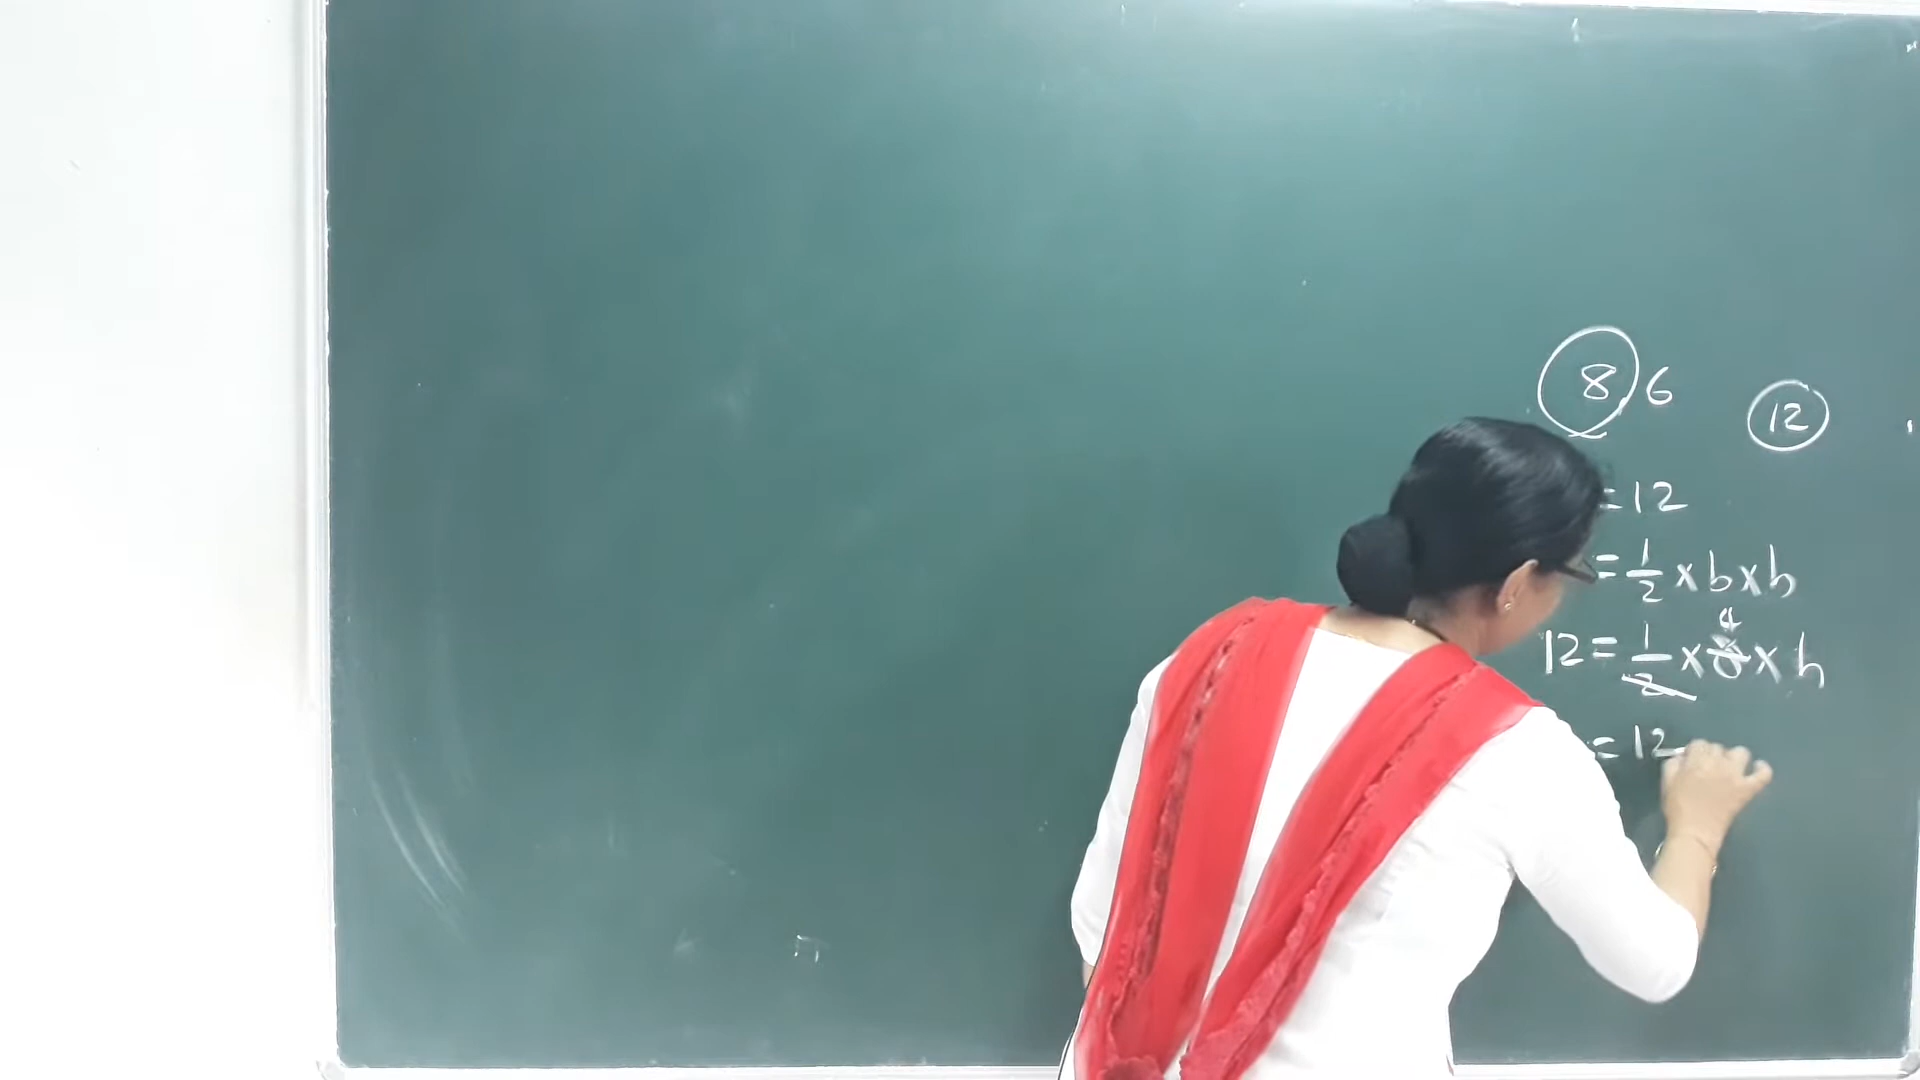 8, 6
12
= 12
= 1/2 × b × h
4
12 = 1/2 × 8 × h
= 12